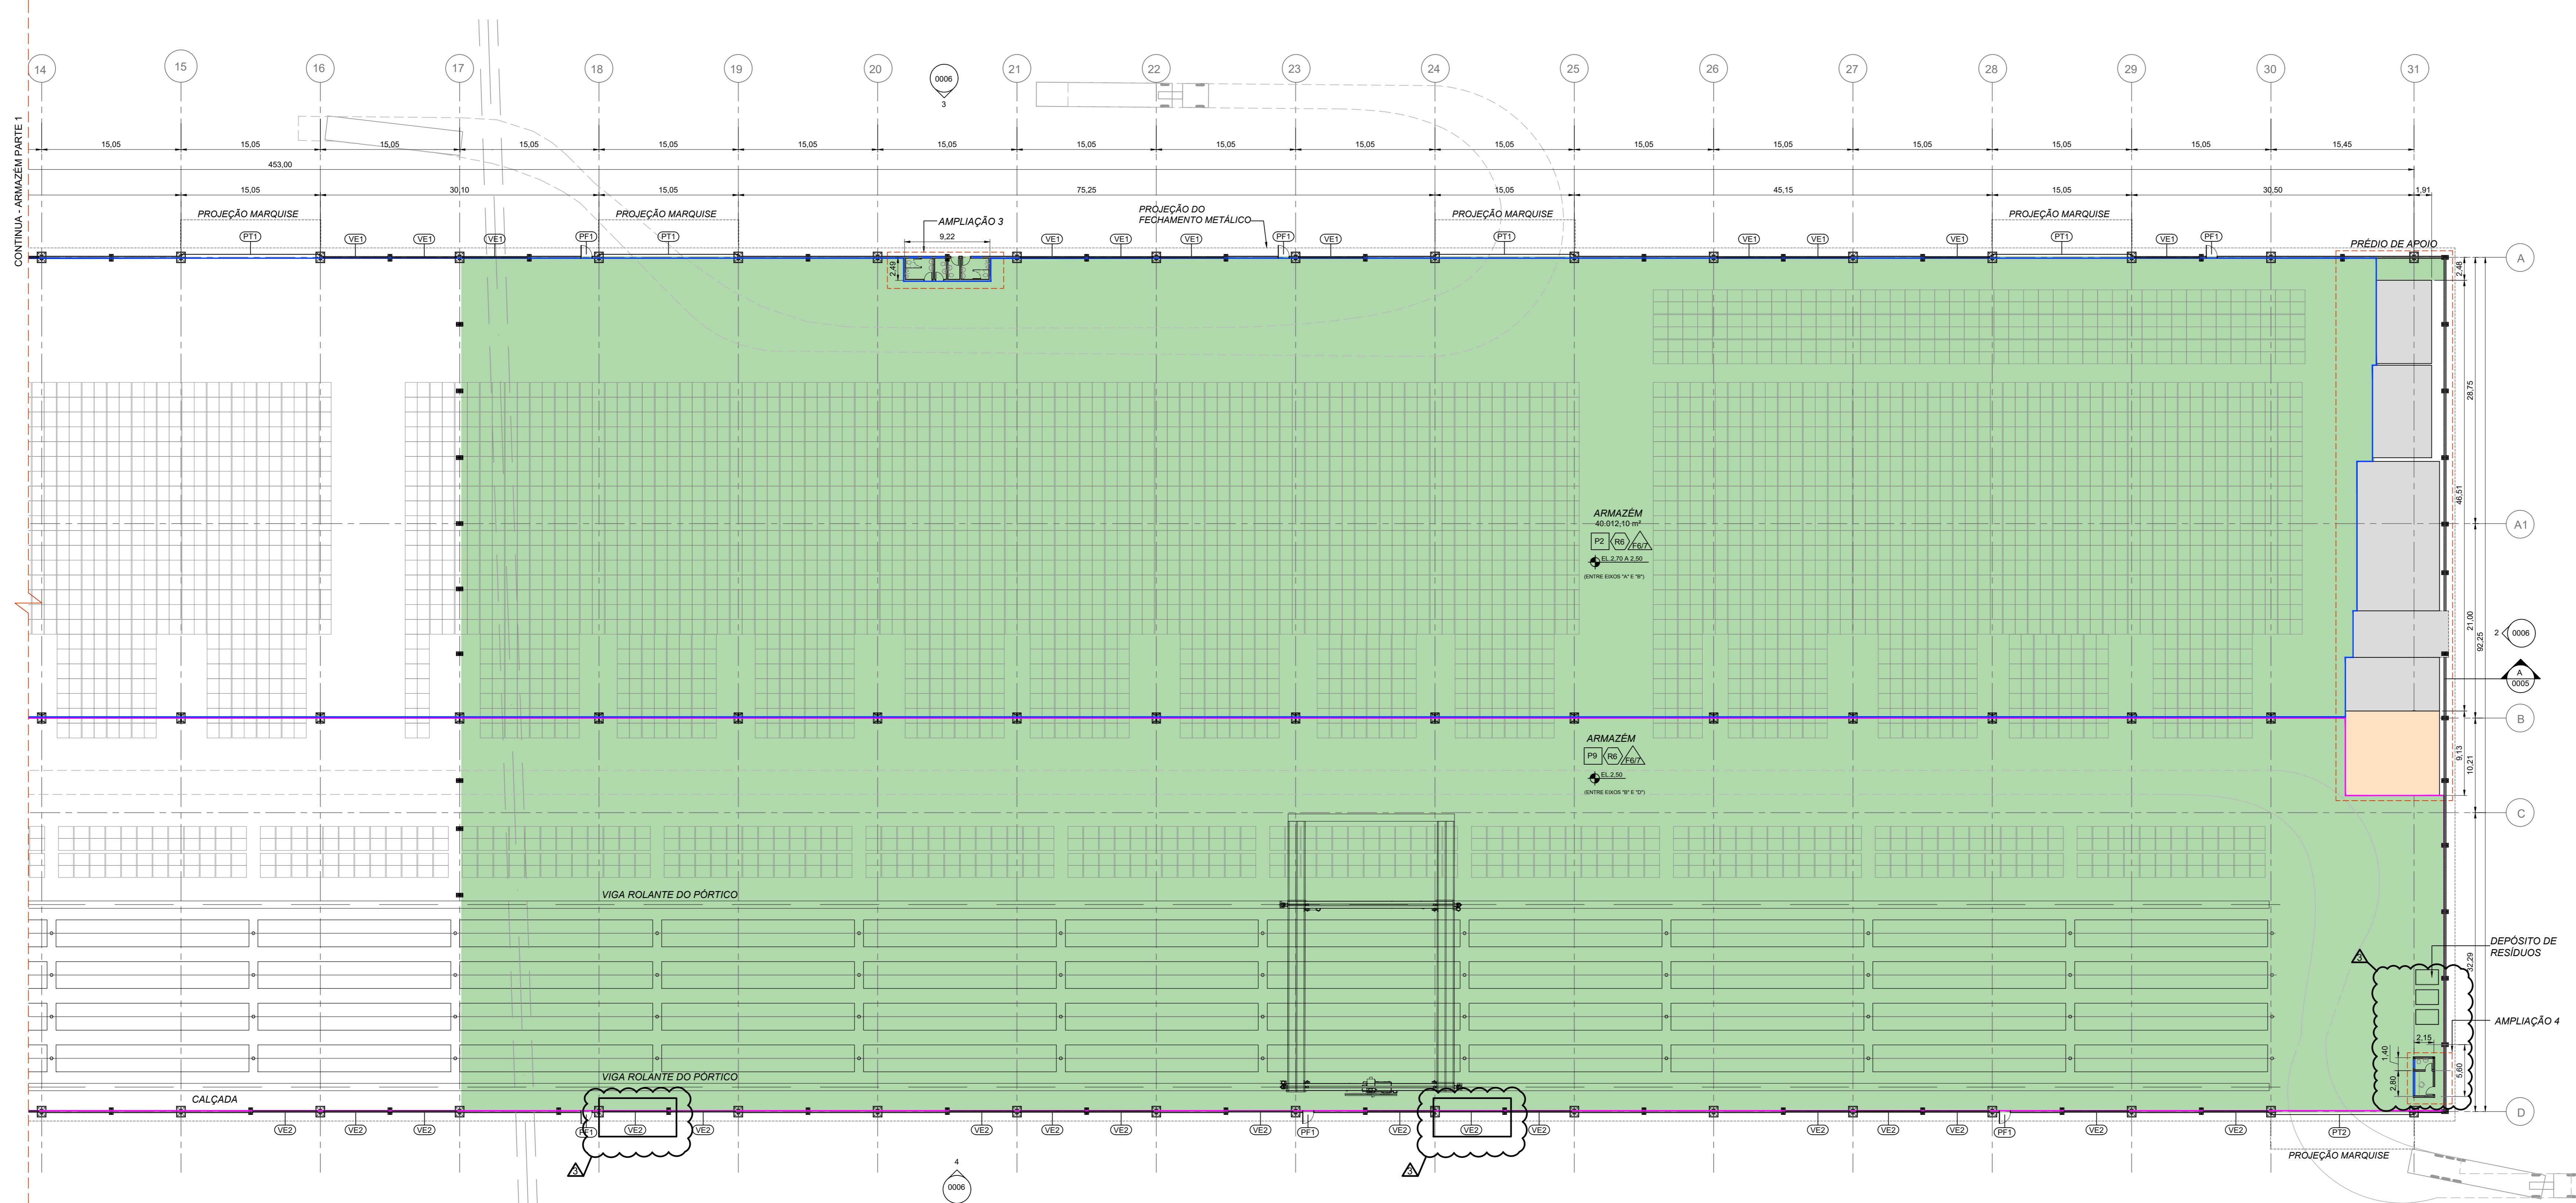 14 15 16 17 18 19 20 21 22 23 24 25 26 27 28 29 30 31
0006
3
CONTINUA - ARMAZÉM PARTE 1
15,05 15,05 15,05 15,05 15,05 15,05 15,05 15,05 15,05 15,05 15,05 15,05 15,05 15,05 15,05 15,05 15,45
453,00
15,05 30,10 15,05 75,25 15,05 45,15 15,05 30,50 1,91
PROJEÇÃO MARQUISE
PROJEÇÃO MARQUISE
AMPLIAÇÃO 3
PROJEÇÃO DO
FECHAMENTO METÁLICO
PROJEÇÃO MARQUISE
PROJEÇÃO MARQUISE
PT1 VE1 VE1 VE1 PF1 PT1 VE1 VE1 VE1 PF1 VE1 PT1 VE1 VE1 VE1 PT1 VE1 PF1
9,22
2,49
PRÉDIO DE APOIO
A
2,48
28,75
46,51
ARMAZÉM
40.012,10 m²
P2 R6 F6/7
EL.2,70 A 2,50
(ENTRE EIXOS "A" E "B")
A1
21,00
92,25
2 0006
A
0005
B
ARMAZÉM
P9 R6 F6/7
EL.2,50
(ENTRE EIXOS "B" E "D")
9,13
10,21
C
VIGA ROLANTE DO PÓRTICO
DEPÓSITO DE
RESÍDUOS
3
32,29
AMPLIAÇÃO 4
2,15
1,40
2,80
5,60
VIGA ROLANTE DO PÓRTICO
CALÇADA
D
VE2 VE2 VE2 PF1 VE2 VE2 VE2 VE2 VE2 VE2 PF1 VE2 VE2 VE2 VE2 VE2 VE2 PF1 VE2 VE2 PT2
3
3
PROJEÇÃO MARQUISE
4
0006